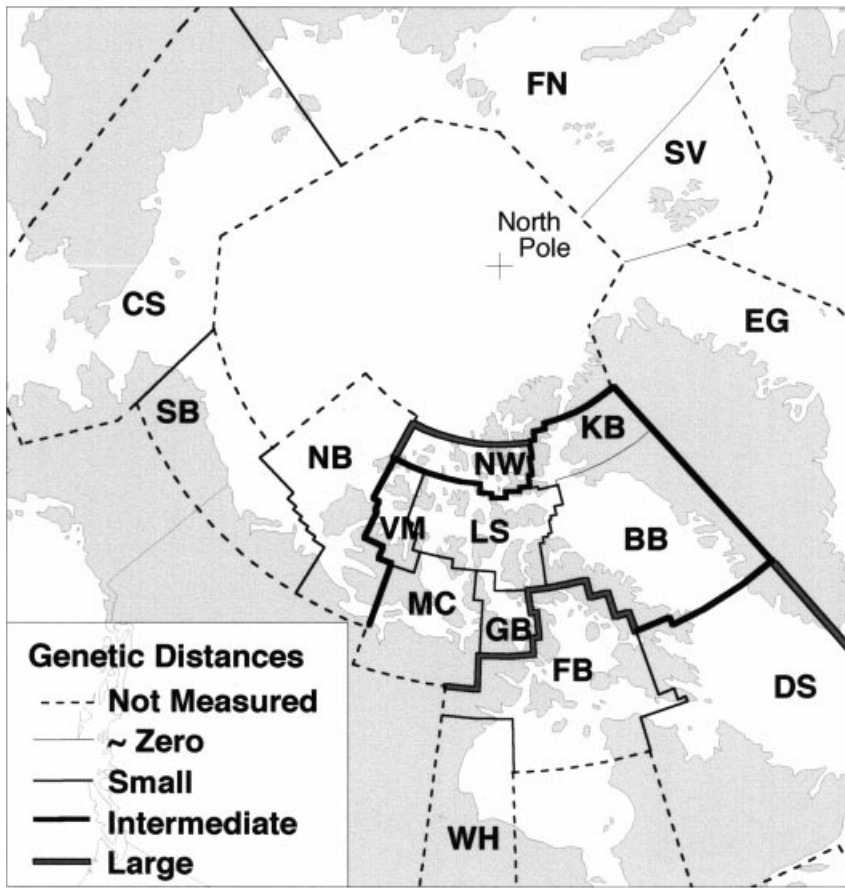 FN
SV
North
Pole
CS
EG
SB
KB
NB
NW
VM
LS
BB
MC
GB
FB
DS
WH
Genetic Distances
Not Measured
~ Zero
Small
Intermediate
Large